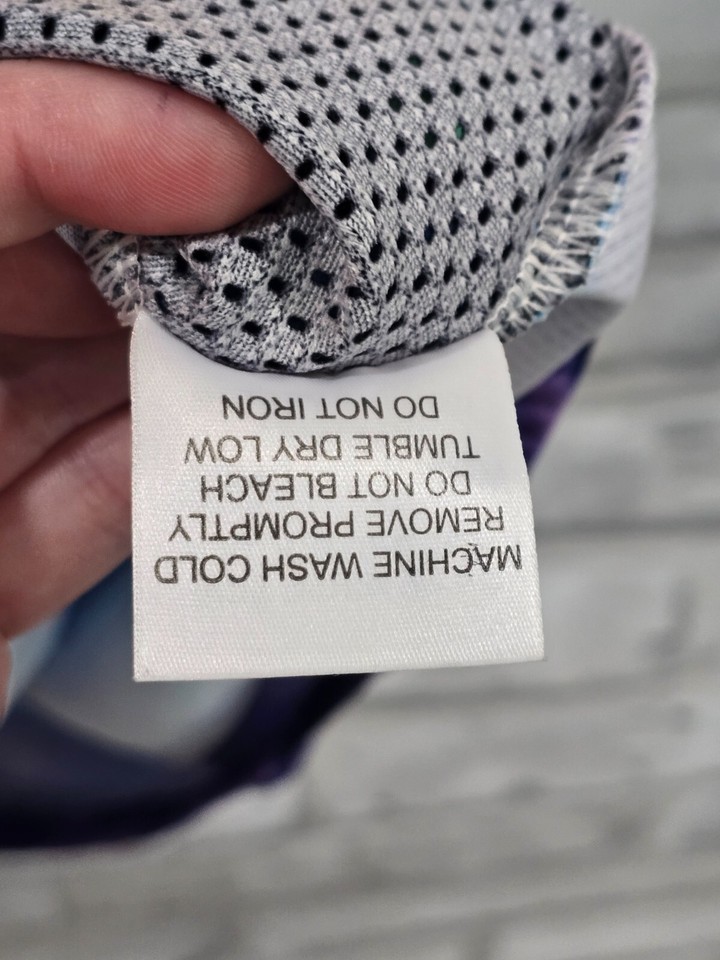 MACHINE WASH COLD
REMOVE PROMPTLY
DO NOT BLEACH
TUMBLE DRY LOW
DO NOT IRON